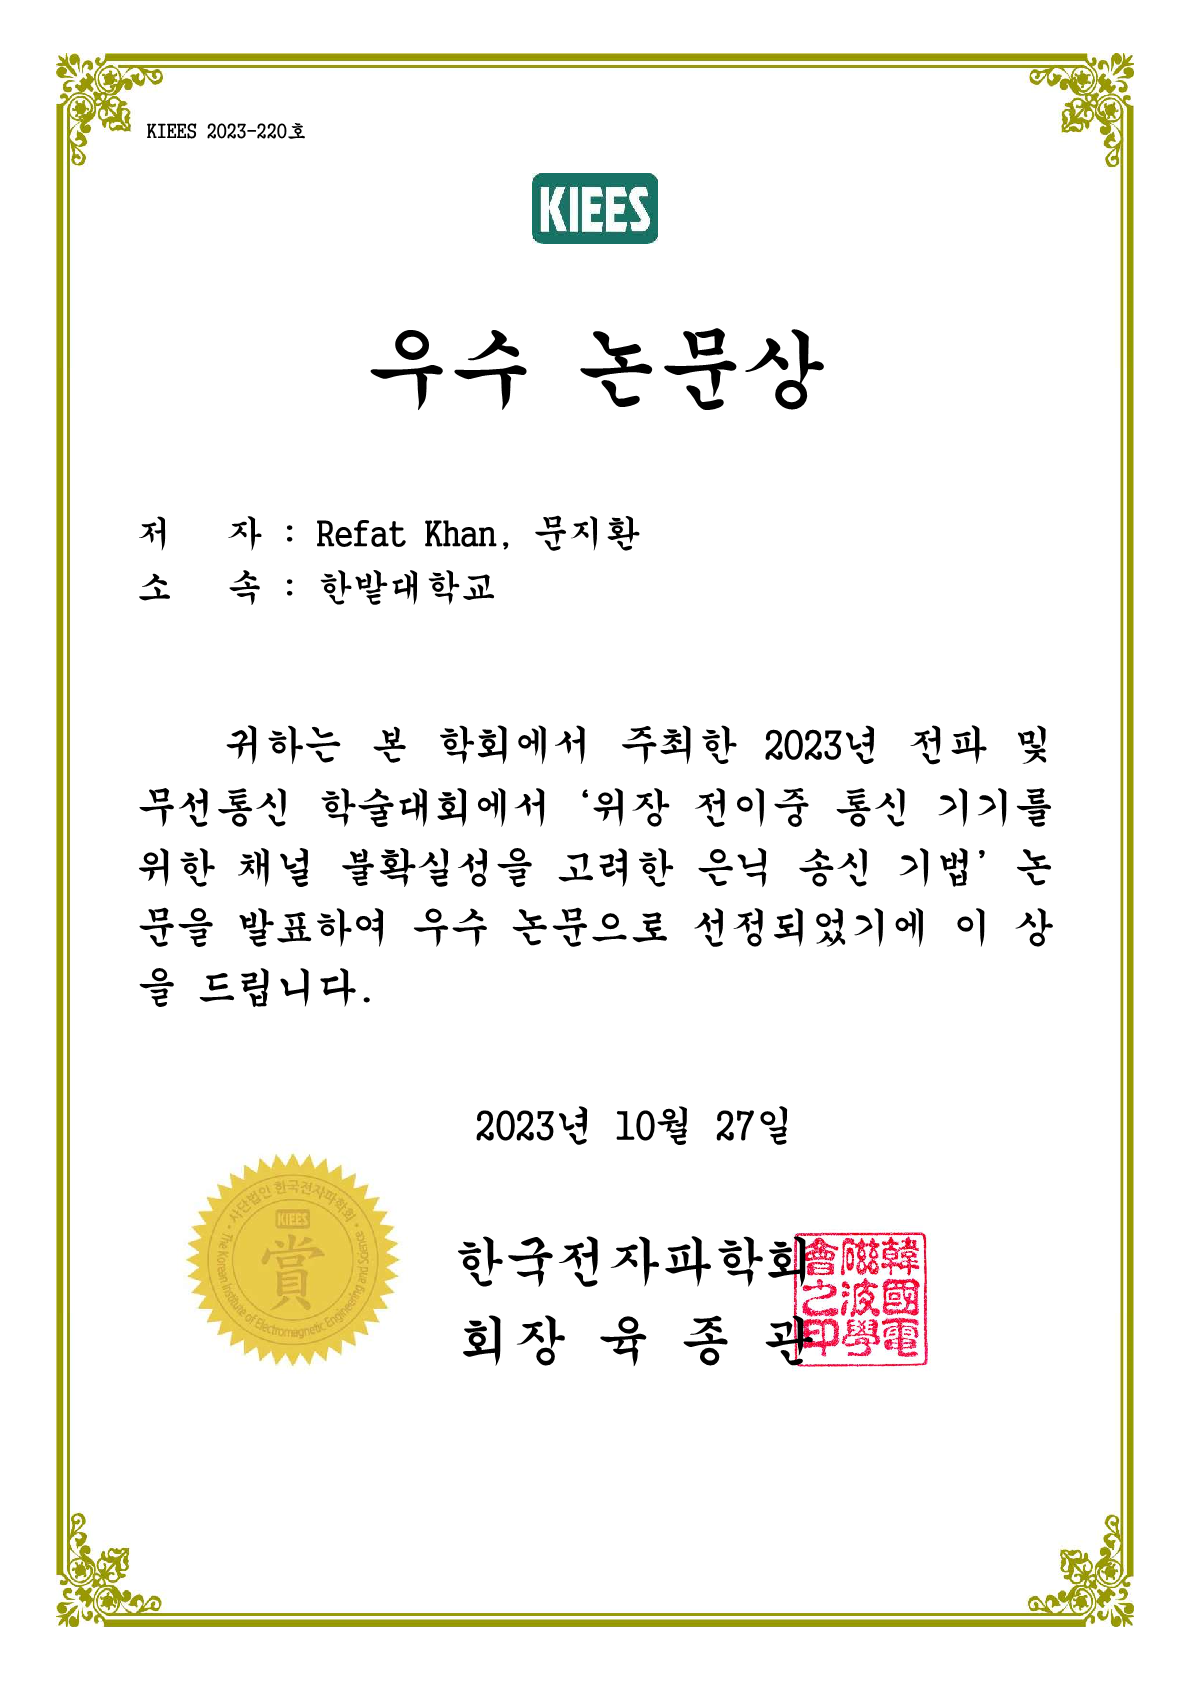 KIEES 2023-220호
KIEES
우수 논문상
저 자 : Refat Khan, 문지환
소 속 : 한밭대학교
귀하는 본 학회에서 주최한 2023년 전파 및
무선통신 학술대회에서 ‘위장 전이중 통신 기기를
위한 채널 불확실성을 고려한 은닉 송신 기법’ 논
문을 발표하여 우수 논문으로 선정되었기에 이 상
을 드립니다.
2023년 10월 27일
사단법인 한국전자파학회
KIEES
賞
The Korean Institute of Electromagnetic Engineering and Science
한국전자파학회
회장 육 종 관
韓國電
磁波學
會之印